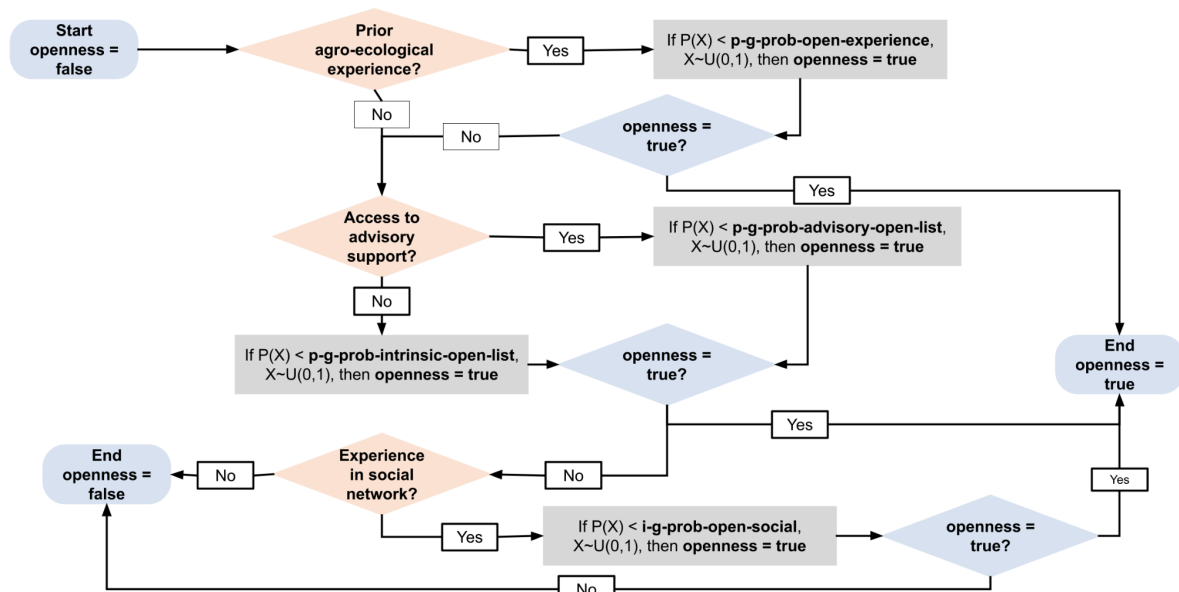 Start
openness =
false
Prior
agro-ecological
experience?
Yes
If P(X) < p-g-prob-open-experience,
X~U(0,1), then openness = true
No
No
openness =
true?
Yes
Access to
advisory
support?
Yes
If P(X) < p-g-prob-advisory-open-list,
X~U(0,1), then openness = true
No
If P(X) < p-g-prob-intrinsic-open-list,
X~U(0,1), then openness = true
openness =
true?
End
openness =
true
Yes
End
openness =
false
No
Experience
in social
network?
No
Yes
Yes
If P(X) < i-g-prob-open-social,
X~U(0,1), then openness = true
openness =
true?
No